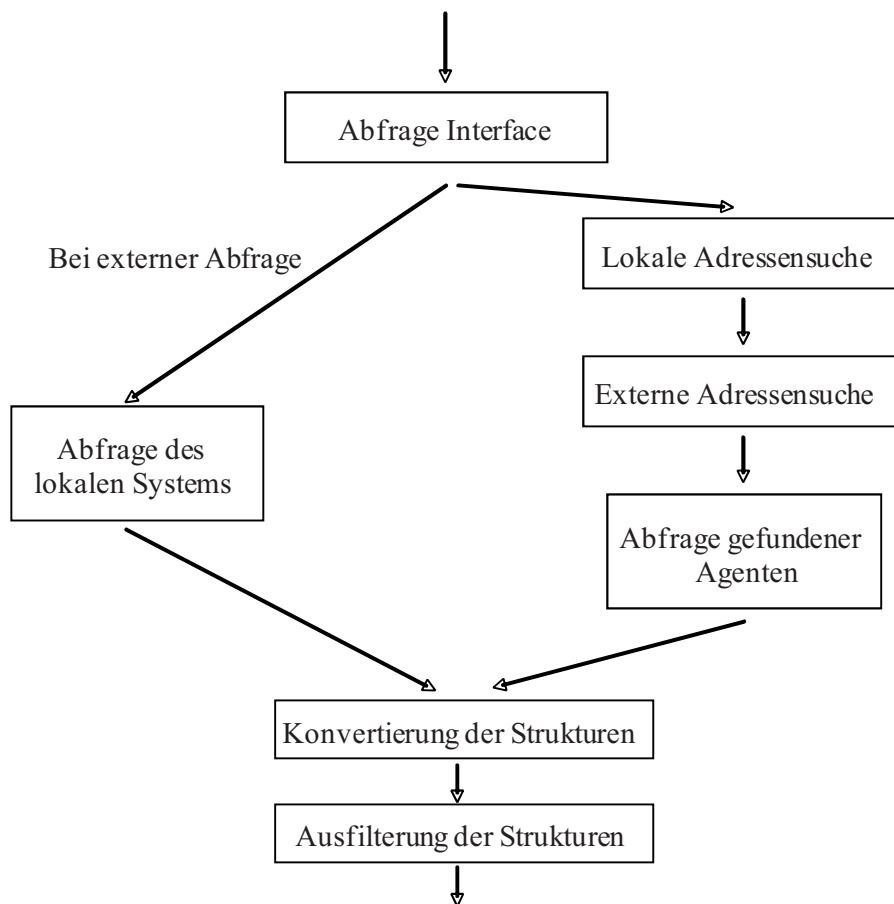 Abfrage Interface
Bei externer Abfrage
Lokale Adressensuche
Externe Adressensuche
Abfrage des
lokalen Systems
Abfrage gefundener
Agenten
Konvertierung der Strukturen
Ausfilterung der Strukturen